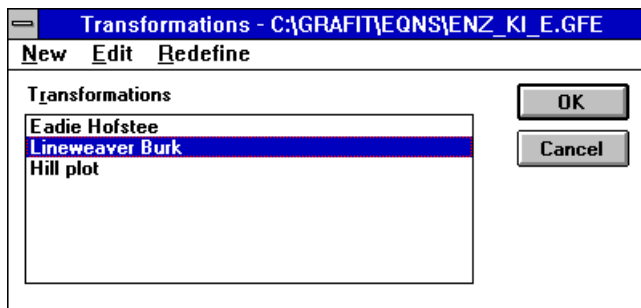 Transformations - C:\GRAFIT\EQNS\ENZ_KI_E.GFE
New Edit Redefine
Transformations
OK
Eadie Hofstee
Lineweaver Burk
Cancel
Hill plot